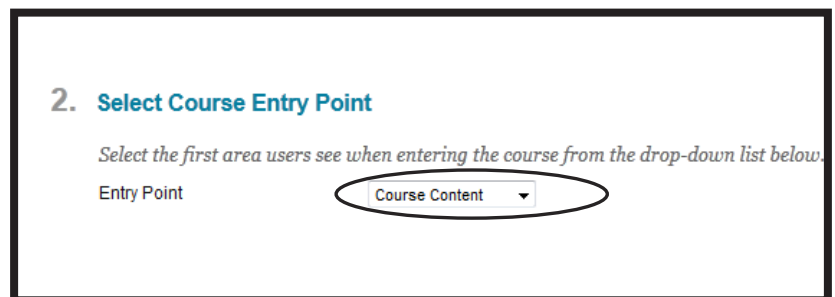 2. Select Course Entry Point
Select the first area users see when entering the course from the drop-down list below.
Entry Point Course Content